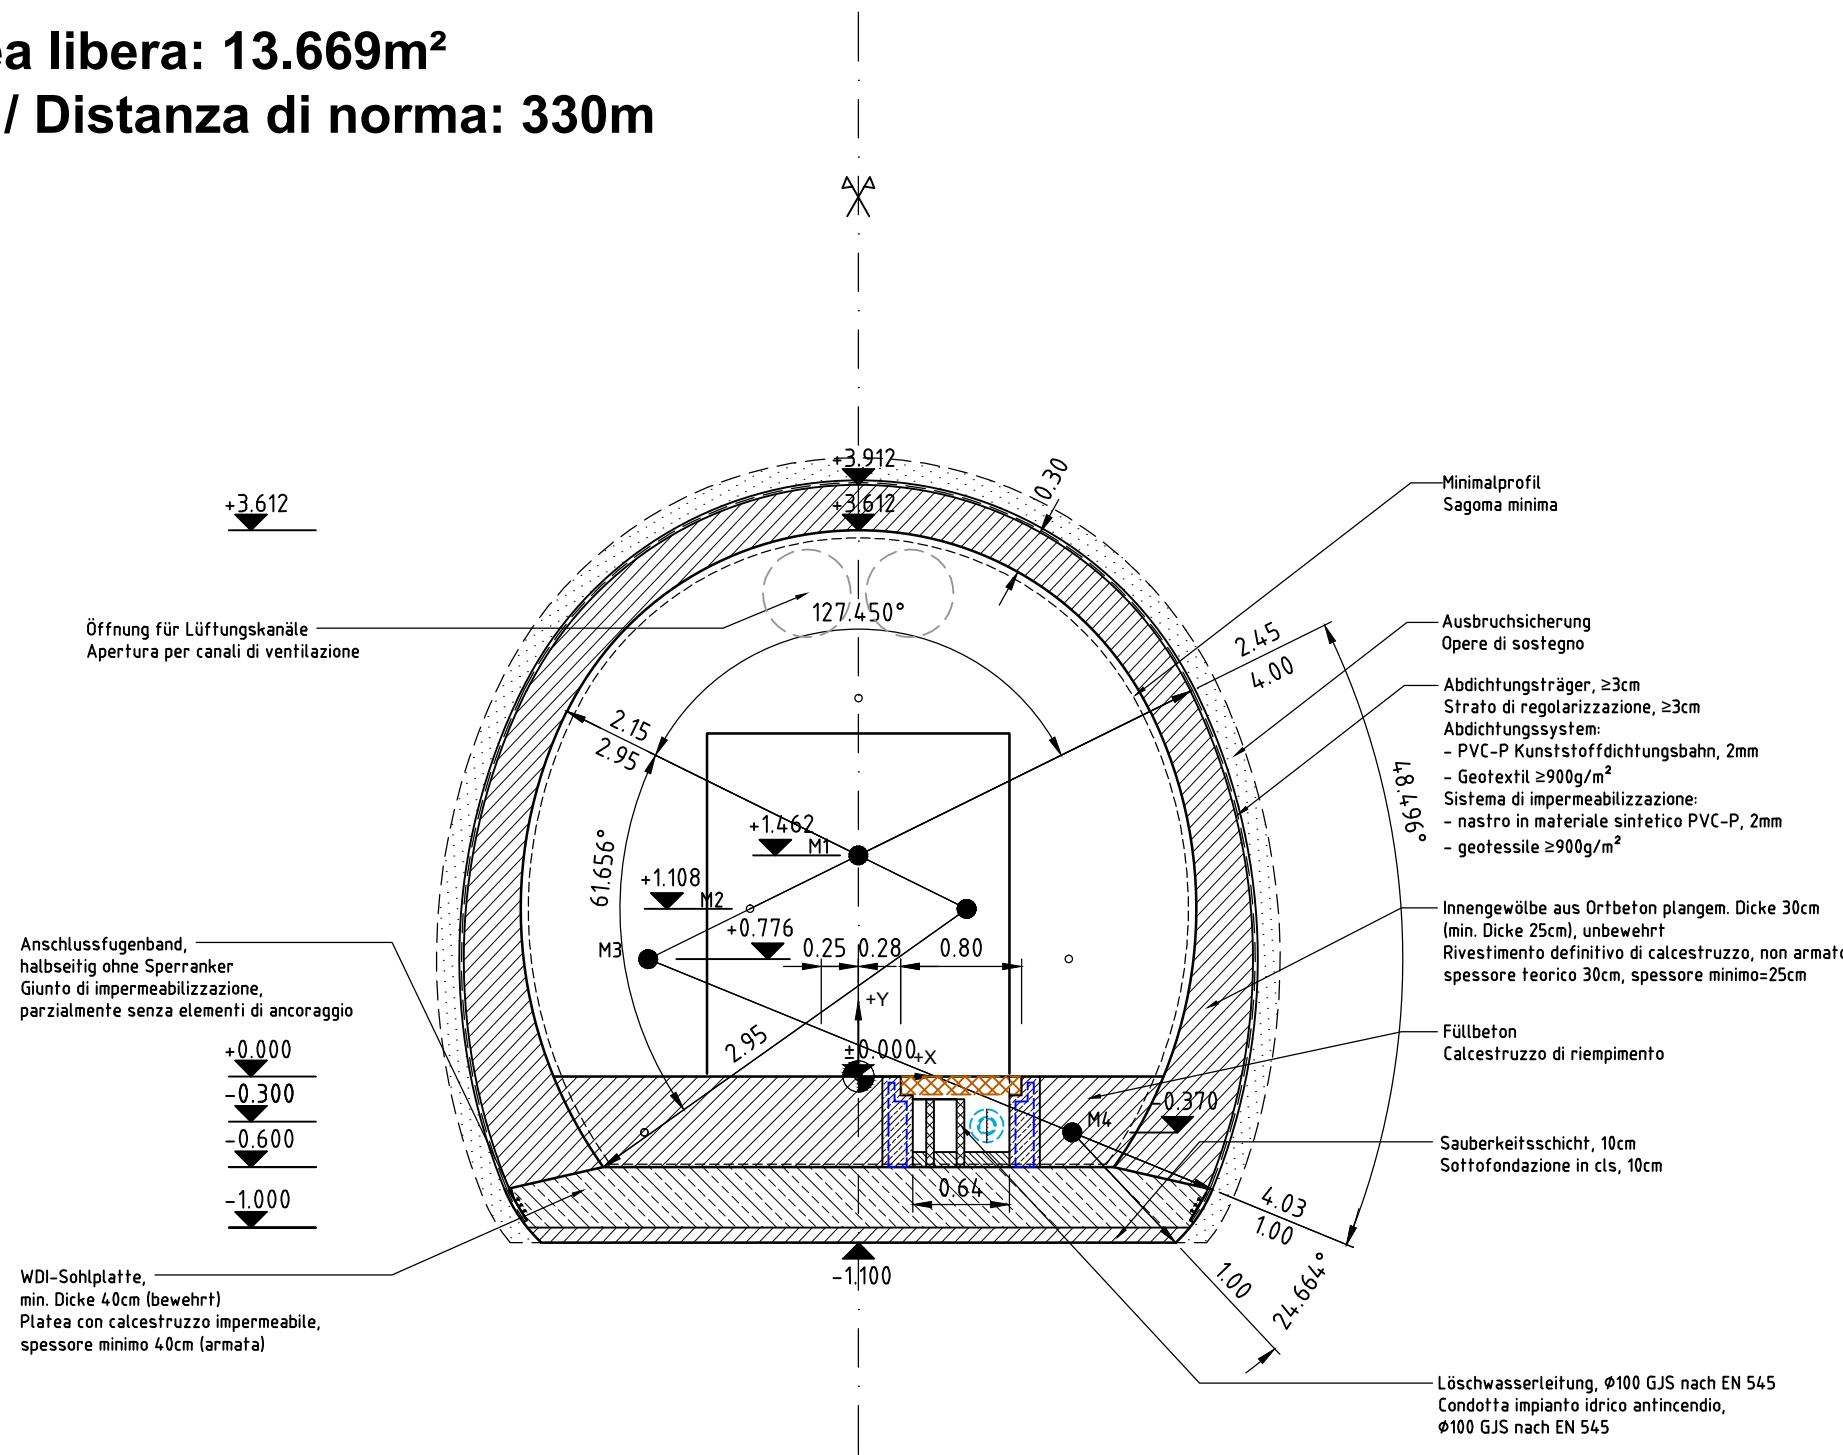 ea libera: 13.669m²
/ Distanza di norma: 330m
+3.912
0.30
+3.612
+3.612
Minimalprofil
Sagoma minima
127.450°
Öffnung für Lüftungskanäle
Apertura per canali di ventilazione
Ausbruchsicherung
Opere di sostegno
2.45
4.00
Abdichtungsträger, ≥3cm
Strato di regolarizzazione, ≥3cm
Abdichtungssystem:
- PVC-P Kunststoffdichtungsbahn, 2mm
- Geotextil ≥900g/m²
Sistema di impermeabilizzazione:
- nastro in materiale sintetico PVC-P, 2mm
- geotessile ≥900g/m²
2.15
2.95
48.496°
+1.462
M1
61.656°
+1.108
M2
+0.776
M3
0.25 0.28 0.80
Innengewölbe aus Ortbeton plangem. Dicke 30cm
(min. Dicke 25cm), unbewehrt
Rivestimento definitivo di calcestruzzo, non armato
spessore teorico 30cm, spessore minimo=25cm
Anschlussfugenband,
halbseitig ohne Sperranker
Giunto di impermeabilizzazione,
parzialmente senza elementi di ancoraggio
+Y
2.95
±0.000
+X
Füllbeton
Calcestruzzo di riempimento
+0.000
-0.300
-0.600
-1.000
-0.370
M4
Sauberkeitsschicht, 10cm
Sottofondazione in cls, 10cm
0.64
4.03
1.00
-1.100
1.00
24.664°
WDI-Sohlplatte,
min. Dicke 40cm (bewehrt)
Platea con calcestruzzo impermeabile,
spessore minimo 40cm (armata)
Löschwasserleitung, Ø100 GJS nach EN 545
Condotta impianto idrico antincendio,
Ø100 GJS nach EN 545